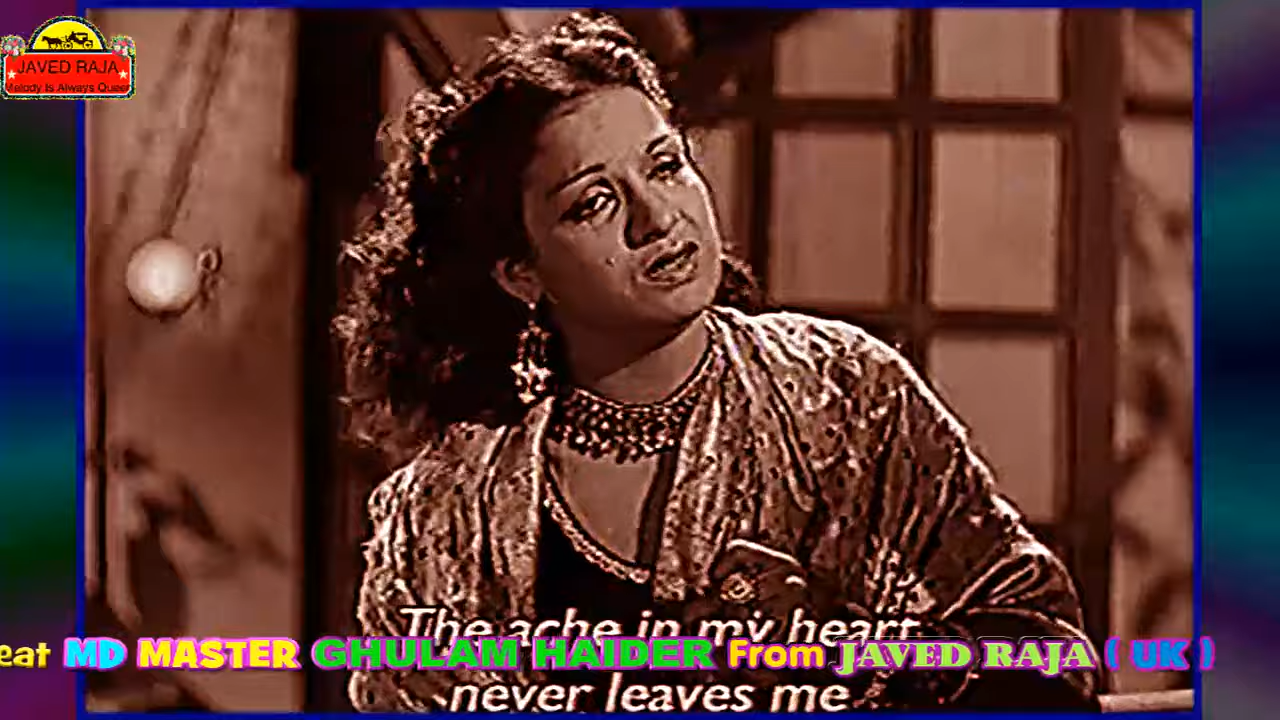 JAVED RAJA
Melody Is Always Queen
The ache in my heart
eat MD MASTER GHULAM HAIDER From JAVED RAJA ( UK )
never leaves me